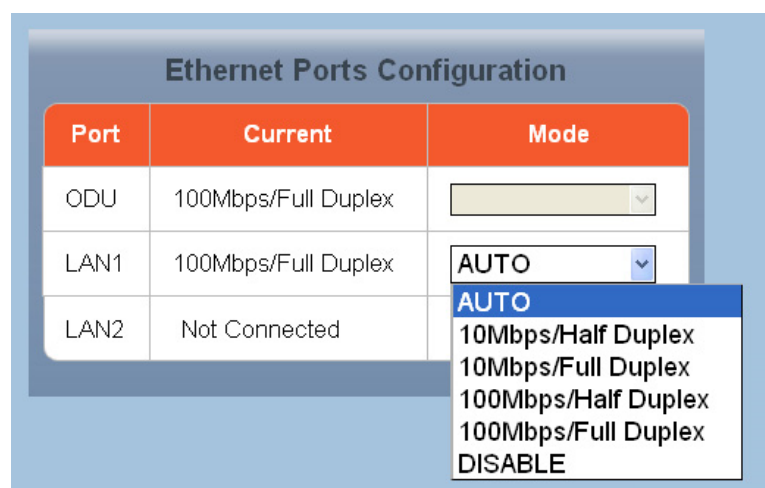 Ethernet Ports Configuration
Port Current Mode
ODU 100Mbps/Full Duplex
LAN1 100Mbps/Full Duplex AUTO
LAN2 Not Connected
AUTO
10Mbps/Half Duplex
10Mbps/Full Duplex
100Mbps/Half Duplex
100Mbps/Full Duplex
DISABLE